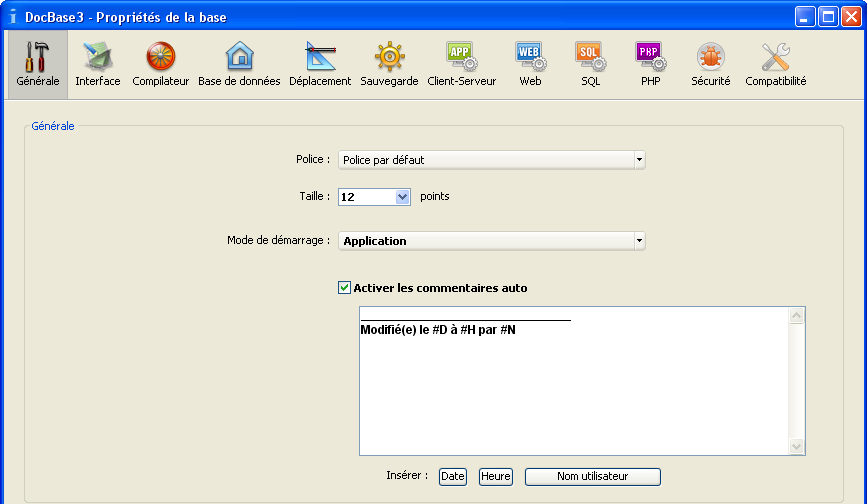 DocBase3 - Propriétés de la base
APP WEB SQL PHP
Générale Interface Compilateur Base de données Déplacement Sauvegarde Client-Serveur Web SQL PHP Sécurité Compatibilité
Générale
Police : Police par défaut
Taille : 12 points
Mode de démarrage : Application
Activer les commentaires auto
Modifié(e) le #D à #H par #N
Insérer : Date Heure Nom utilisateur